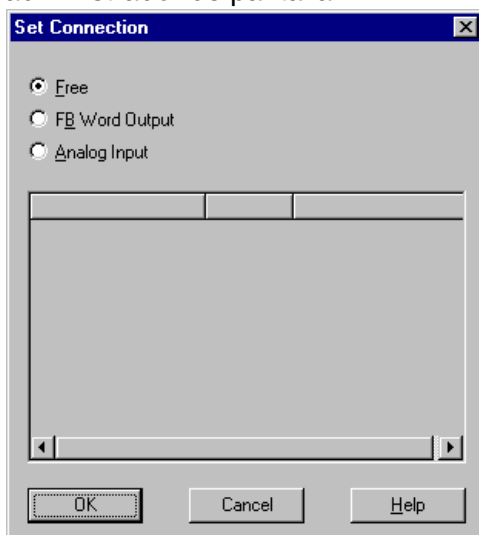 Set Connection
Free
FB Word Output
Analog Input
OK Cancel Help